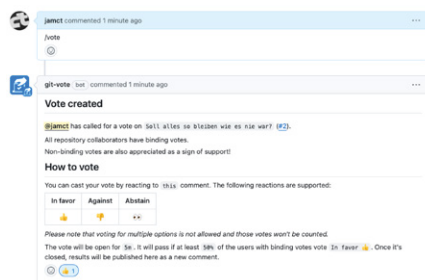 jamct commented 1 minute ago
/vote
git-vote bot commented 1 minute ago
Vote created
@jamct has called for a vote on Soll alles so bleiben wie es nie war? (#2).
All repository collaborators have binding votes.
Non-binding votes are also appreciated as a sign of support!
How to vote
You can cast your vote by reacting to this comment. The following reactions are supported:
In favor Against Abstain
👍 👎 👀
Please note that voting for multiple options is not allowed and those votes won't be counted.
The vote will be open for 5m. It will pass if at least 50% of the users with binding votes vote In favor 👍. Once it's
closed, results will be published here as a new comment.
👍 1